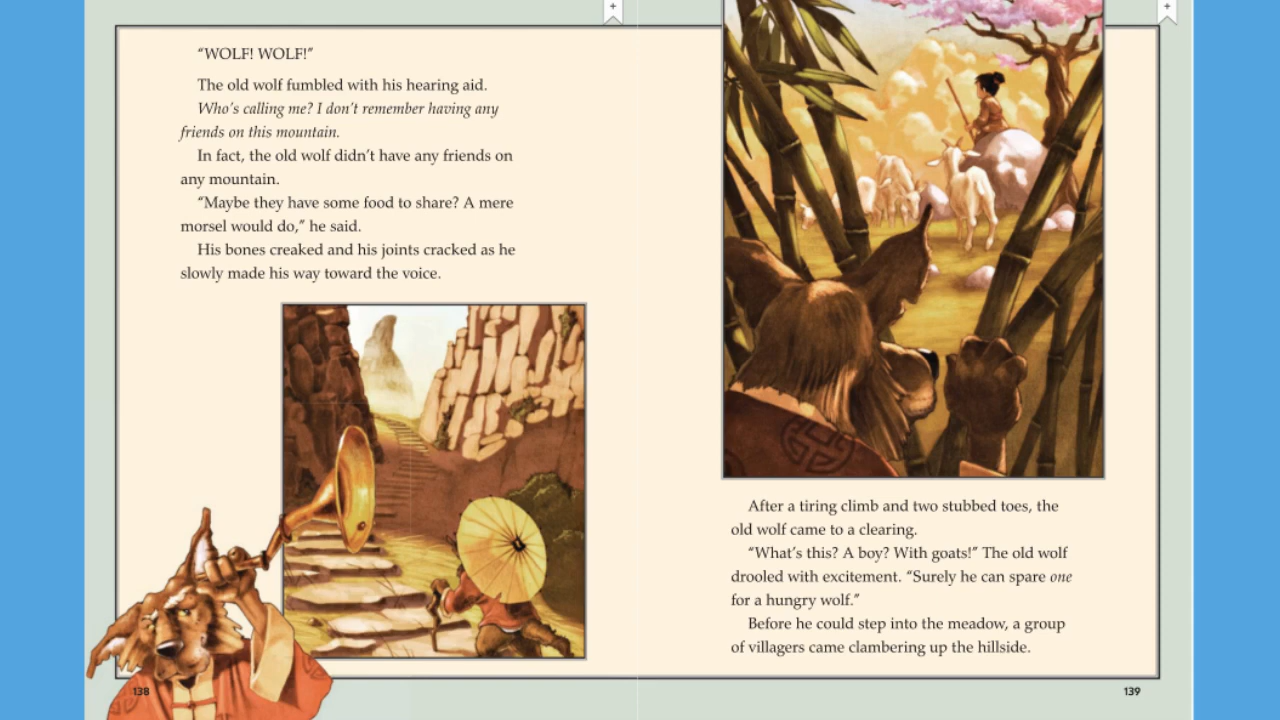 “WOLF! WOLF!”
The old wolf fumbled with his hearing aid.
Who’s calling me? I don’t remember having any
friends on this mountain.
In fact, the old wolf didn’t have any friends on
any mountain.
“Maybe they have some food to share? A mere
morsel would do,” he said.
His bones creaked and his joints cracked as he
slowly made his way toward the voice.
138
After a tiring climb and two stubbed toes, the
old wolf came to a clearing.
“What’s this? A boy? With goats!” The old wolf
drooled with excitement. “Surely he can spare one
for a hungry wolf.”
Before he could step into the meadow, a group
of villagers came clambering up the hillside.
139